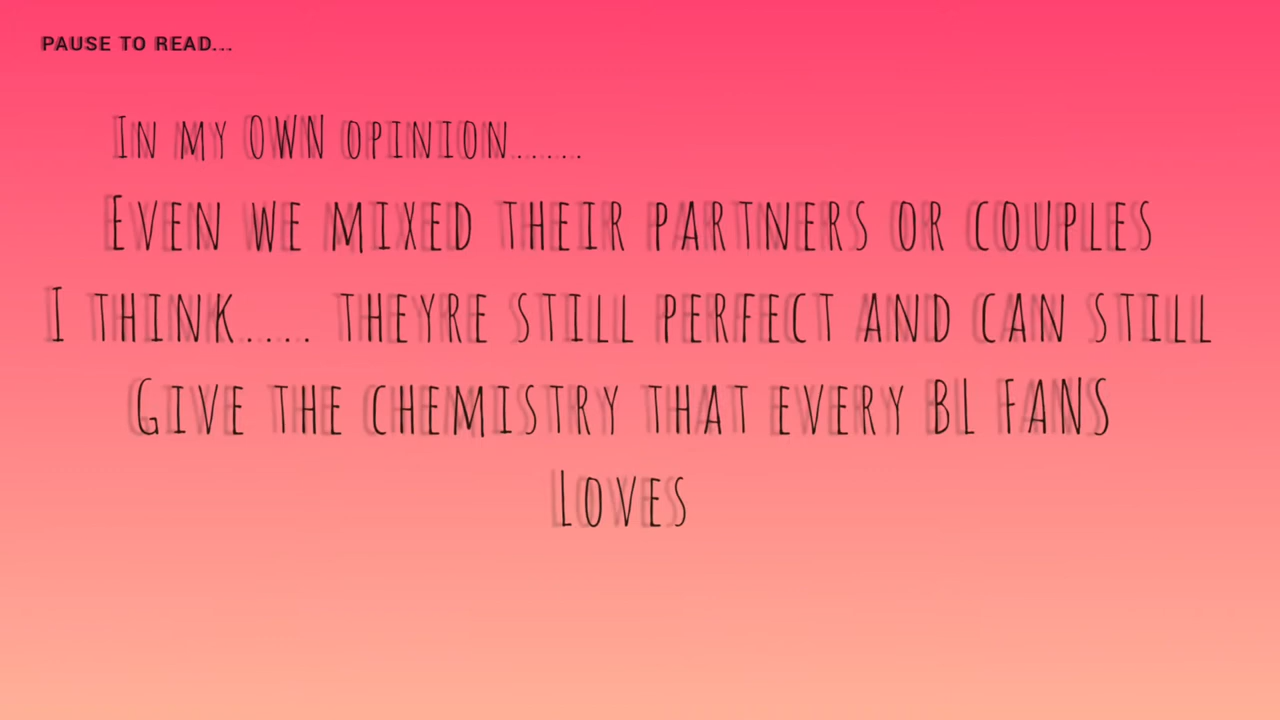 PAUSE TO READ...
IN MY OWN OPINION......
EVEN WE MIXED THEIR PARTNERS OR COUPLES
I THINK..... THEYRE STILL PERFECT AND CAN STILL
GIVE THE CHEMISTRY THAT EVERY BL FANS
LOVES